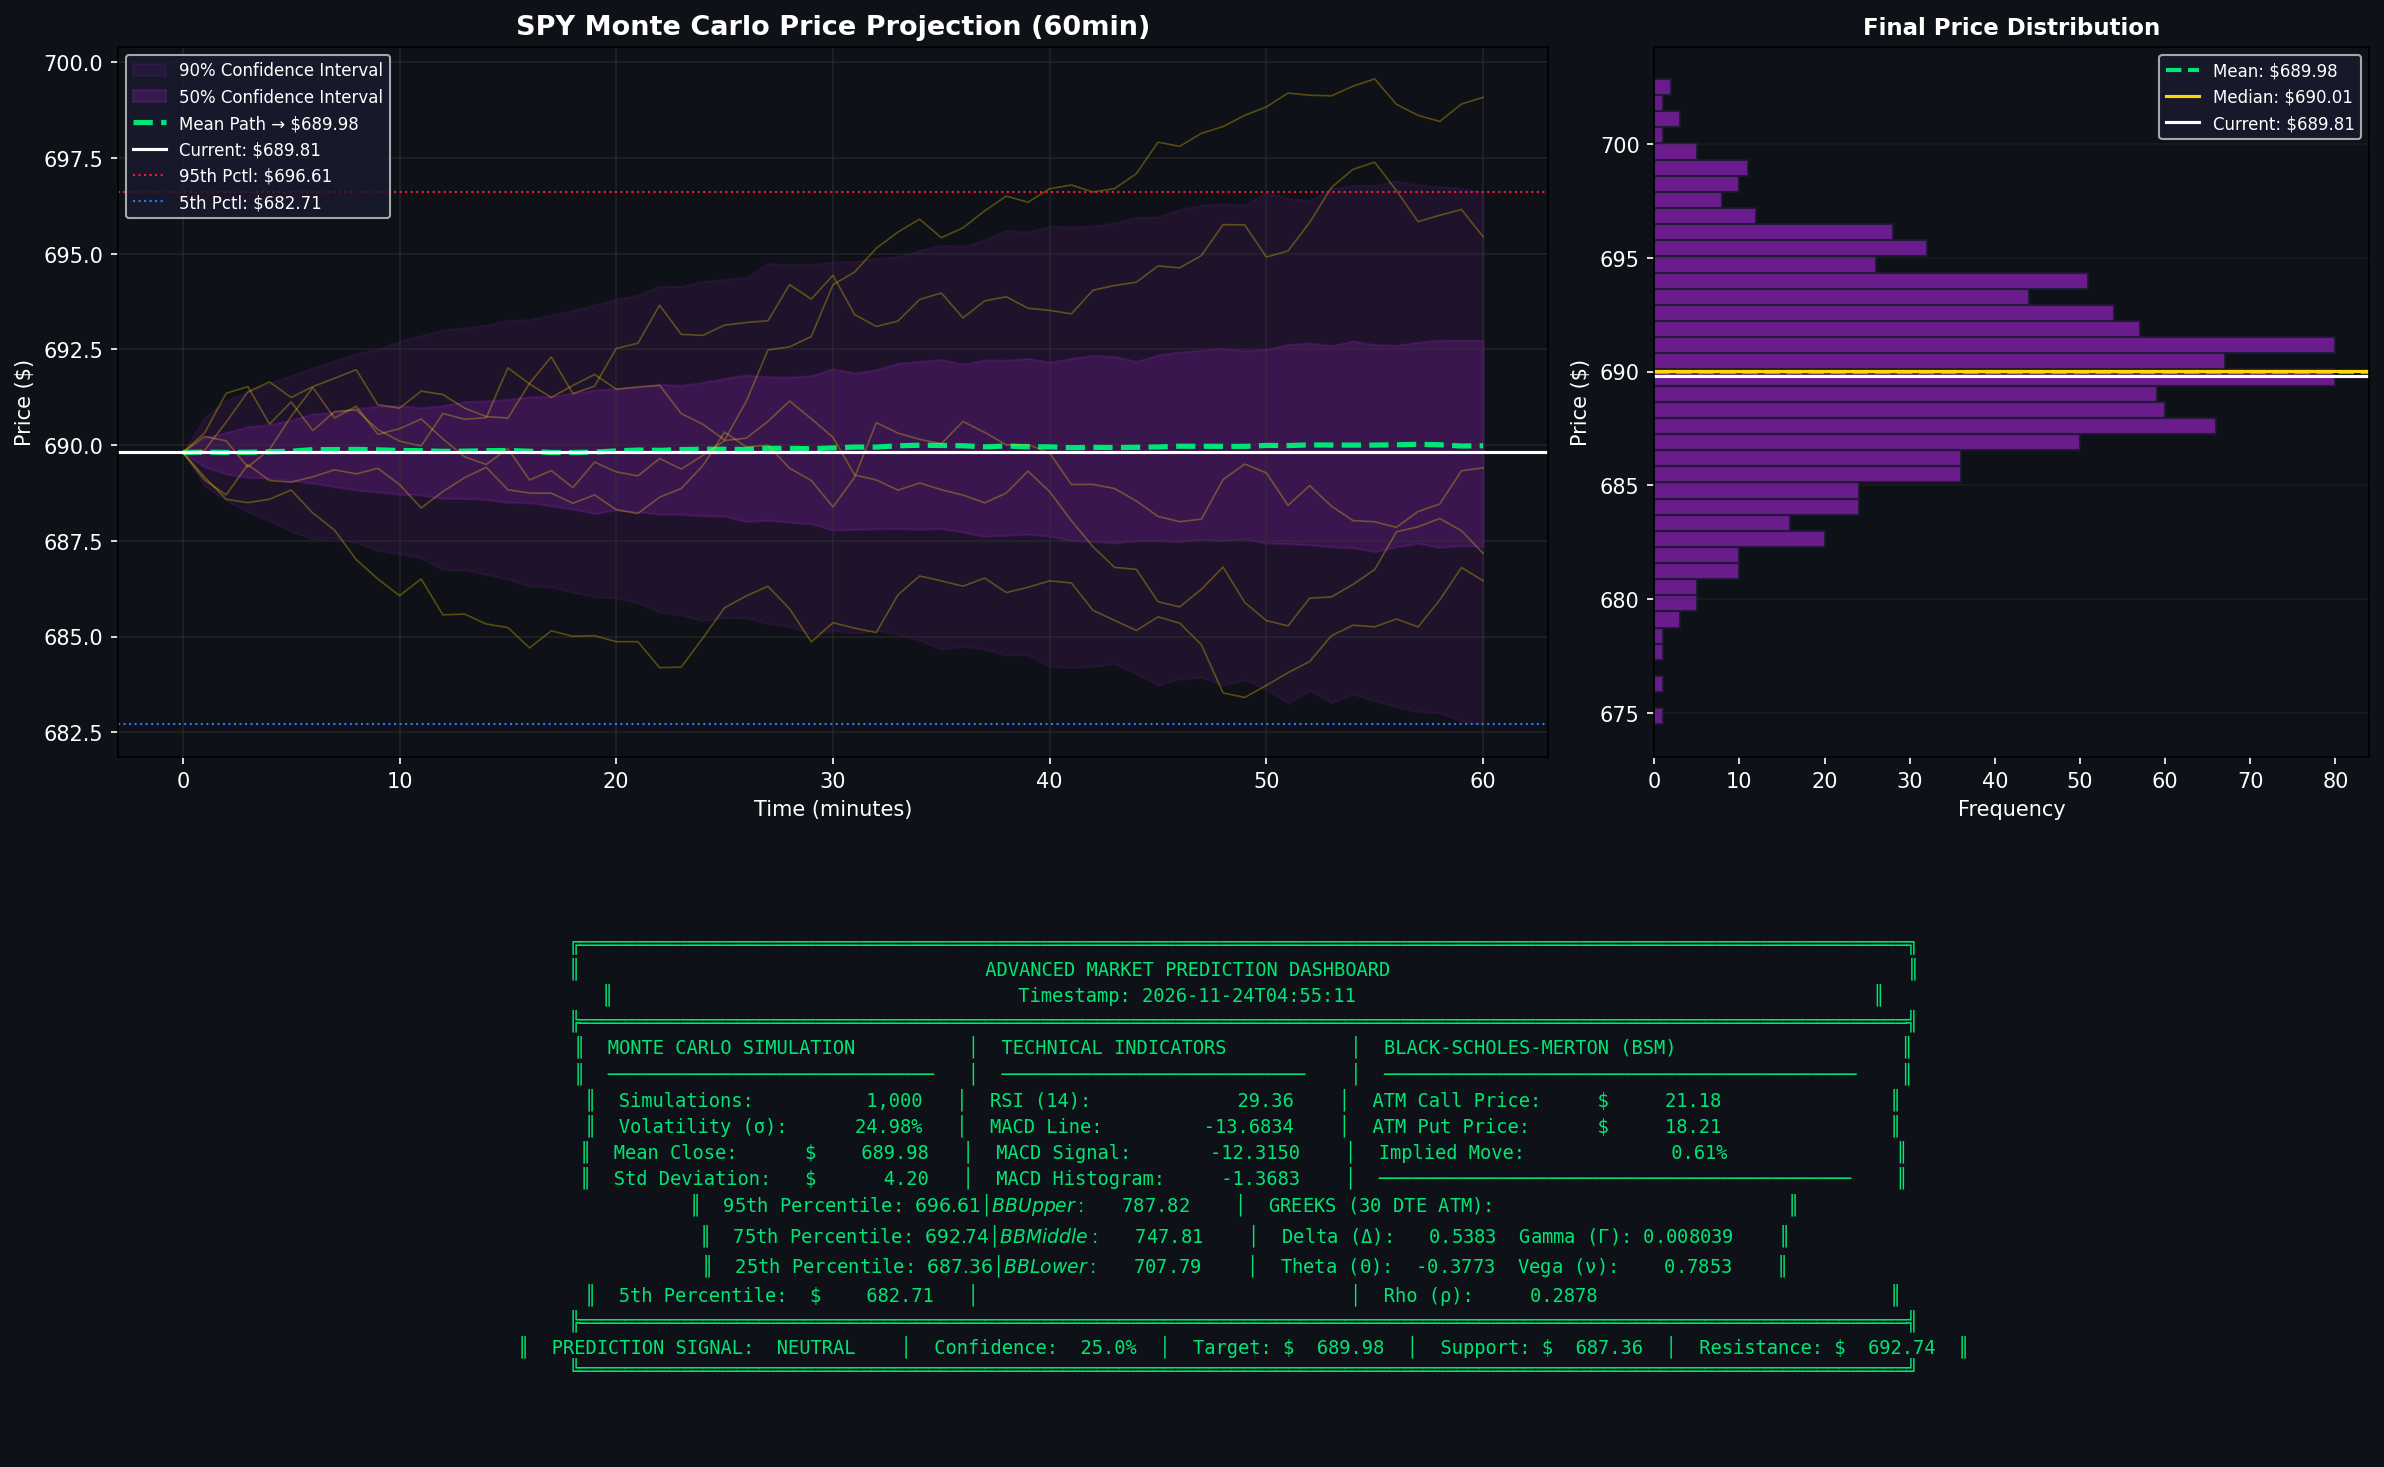 SPY Monte Carlo Price Projection (60min)
90% Confidence Interval
50% Confidence Interval
Mean Path → $689.98
Current: $689.81
95th Pctl: $696.61
5th Pctl: $682.71
Price ($)
700.0
697.5
695.0
692.5
690.0
687.5
685.0
682.5
0 10 20 30 40 50 60
Time (minutes)
Final Price Distribution
Mean: $689.98
Median: $690.01
Current: $689.81
Price ($)
700
695
690
685
680
675
0 10 20 30 40 50 60 70 80
Frequency
ADVANCED MARKET PREDICTION DASHBOARD
Timestamp: 2026-11-24T04:55:11
MONTE CARLO SIMULATION │ TECHNICAL INDICATORS │ BLACK-SCHOLES-MERTON (BSM)
Simulations: 1,000 │ RSI (14): 29.36 │ ATM Call Price: $ 21.18
Volatility (σ): 24.98% │ MACD Line: -13.6834 │ ATM Put Price: $ 18.21
Mean Close: $ 689.98 │ MACD Signal: -12.3150 │ Implied Move: 0.61%
Std Deviation: $ 4.20 │ MACD Histogram: -1.3683 │
95th Percentile: 696.61│BBUpper: 787.82 │ GREEKS (30 DTE ATM):
75th Percentile: 692.74│BBMiddle: 747.81 │ Delta (Δ): 0.5383 Gamma (Γ): 0.008039
25th Percentile: 687.36│BBLower: 707.79 │ Theta (Θ): -0.3773 Vega (ν): 0.7853
5th Percentile: $ 682.71 │ │ Rho (ρ): 0.2878
PREDICTION SIGNAL: NEUTRAL │ Confidence: 25.0% │ Target: $ 689.98 │ Support: $ 687.36 │ Resistance: $ 692.74